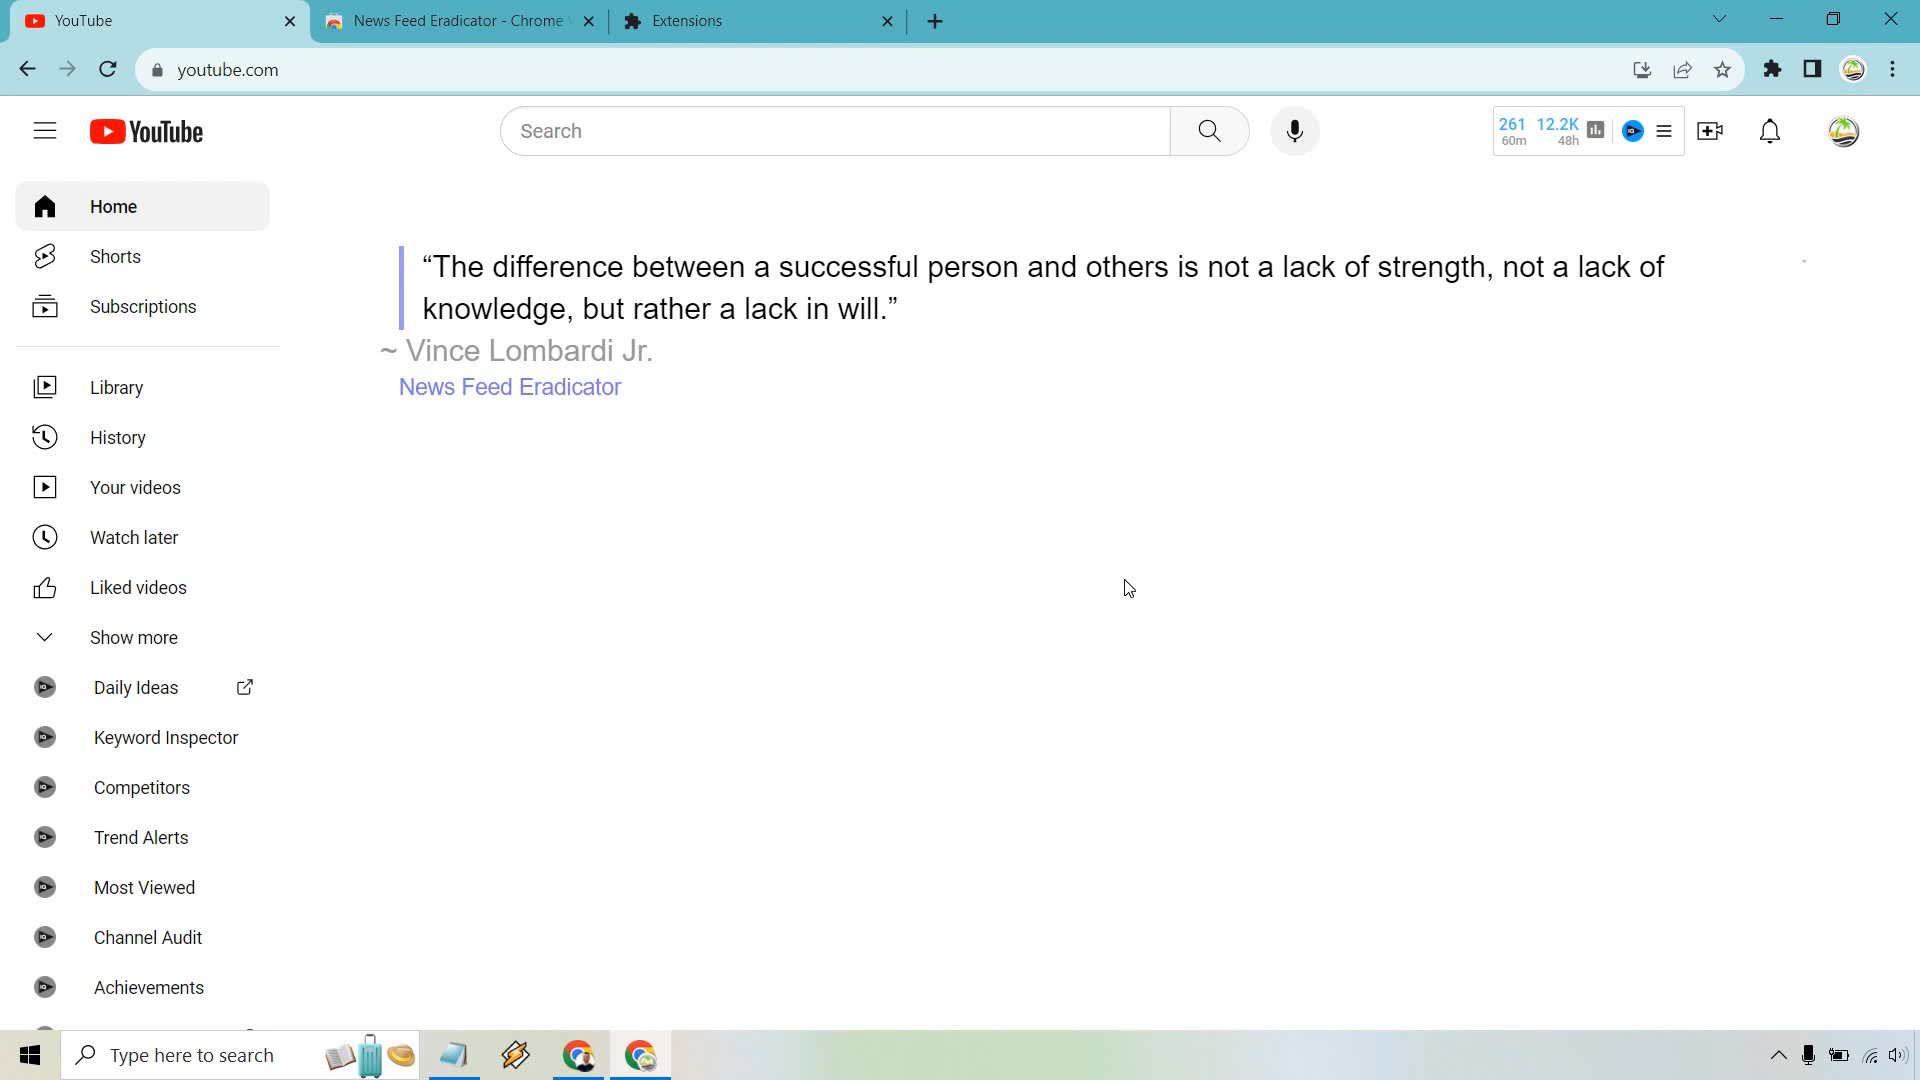 YouTube
News Feed Eradicator - Chrome
Extensions
youtube.com
YouTube
Search
261 12.2K
60m 48h
Home
Shorts
Subscriptions
“The difference between a successful person and others is not a lack of strength, not a lack of
knowledge, but rather a lack in will.”
~ Vince Lombardi Jr.
News Feed Eradicator
Library
History
Your videos
Watch later
Liked videos
Show more
Daily Ideas
Keyword Inspector
Competitors
Trend Alerts
Most Viewed
Channel Audit
Achievements
Type here to search